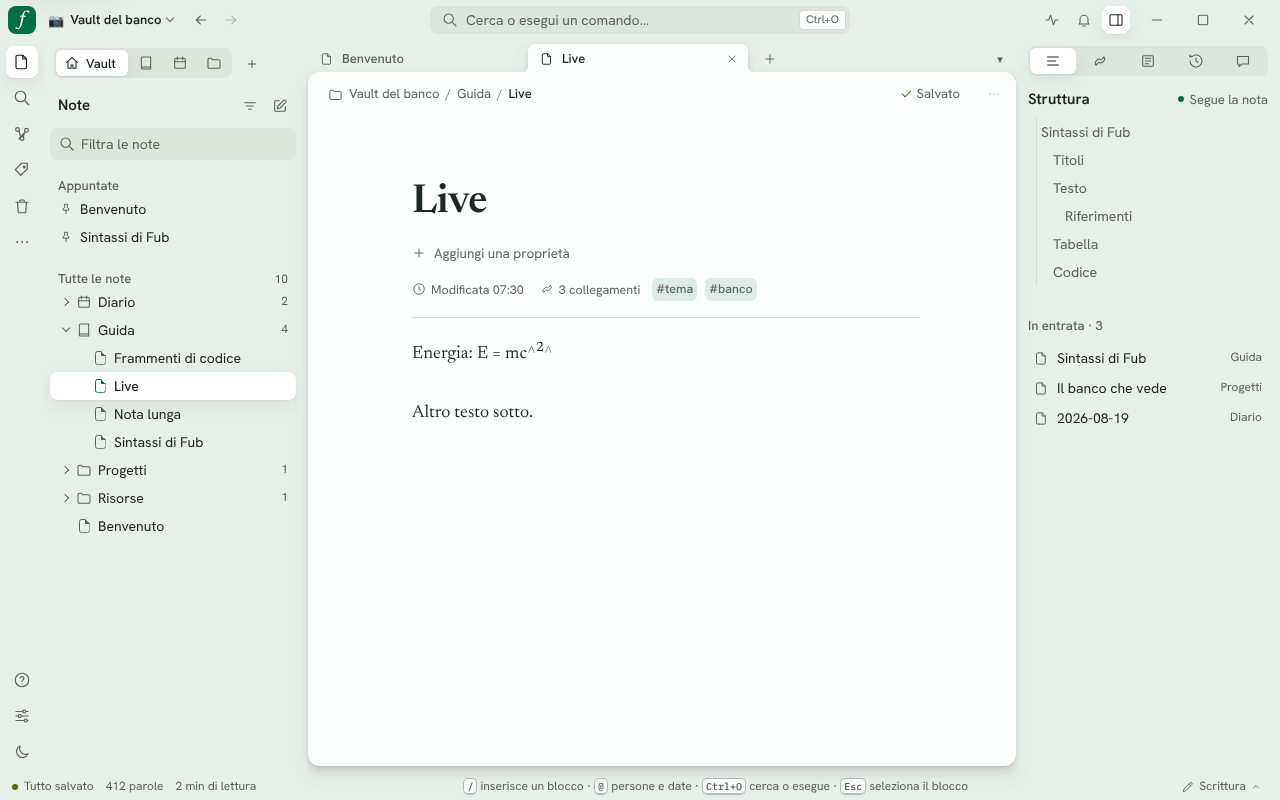 f
Vault del banco
Cerca o esegui un comando…
Ctrl+O
Vault
Note
Filtra le note
Appuntate
Benvenuto
Sintassi di Fub
Tutte le note 10
Diario 2
Guida 4
Frammenti di codice
Live
Nota lunga
Sintassi di Fub
Progetti 1
Risorse 1
Benvenuto
Benvenuto
Live
Vault del banco / Guida / Live
Salvato
Live
Aggiungi una proprietà
Modificata 07:30 3 collegamenti #tema #banco
Energia: E = mc^2^
Altro testo sotto.
Struttura
Segue la nota
Sintassi di Fub
Titoli
Testo
Riferimenti
Tabella
Codice
In entrata · 3
Sintassi di Fub Guida
Il banco che vede Progetti
2026-08-19 Diario
Tutto salvato 412 parole 2 min di lettura
/ inserisce un blocco · @ persone e date · Ctrl+O cerca o esegue · Esc seleziona il blocco
Scrittura